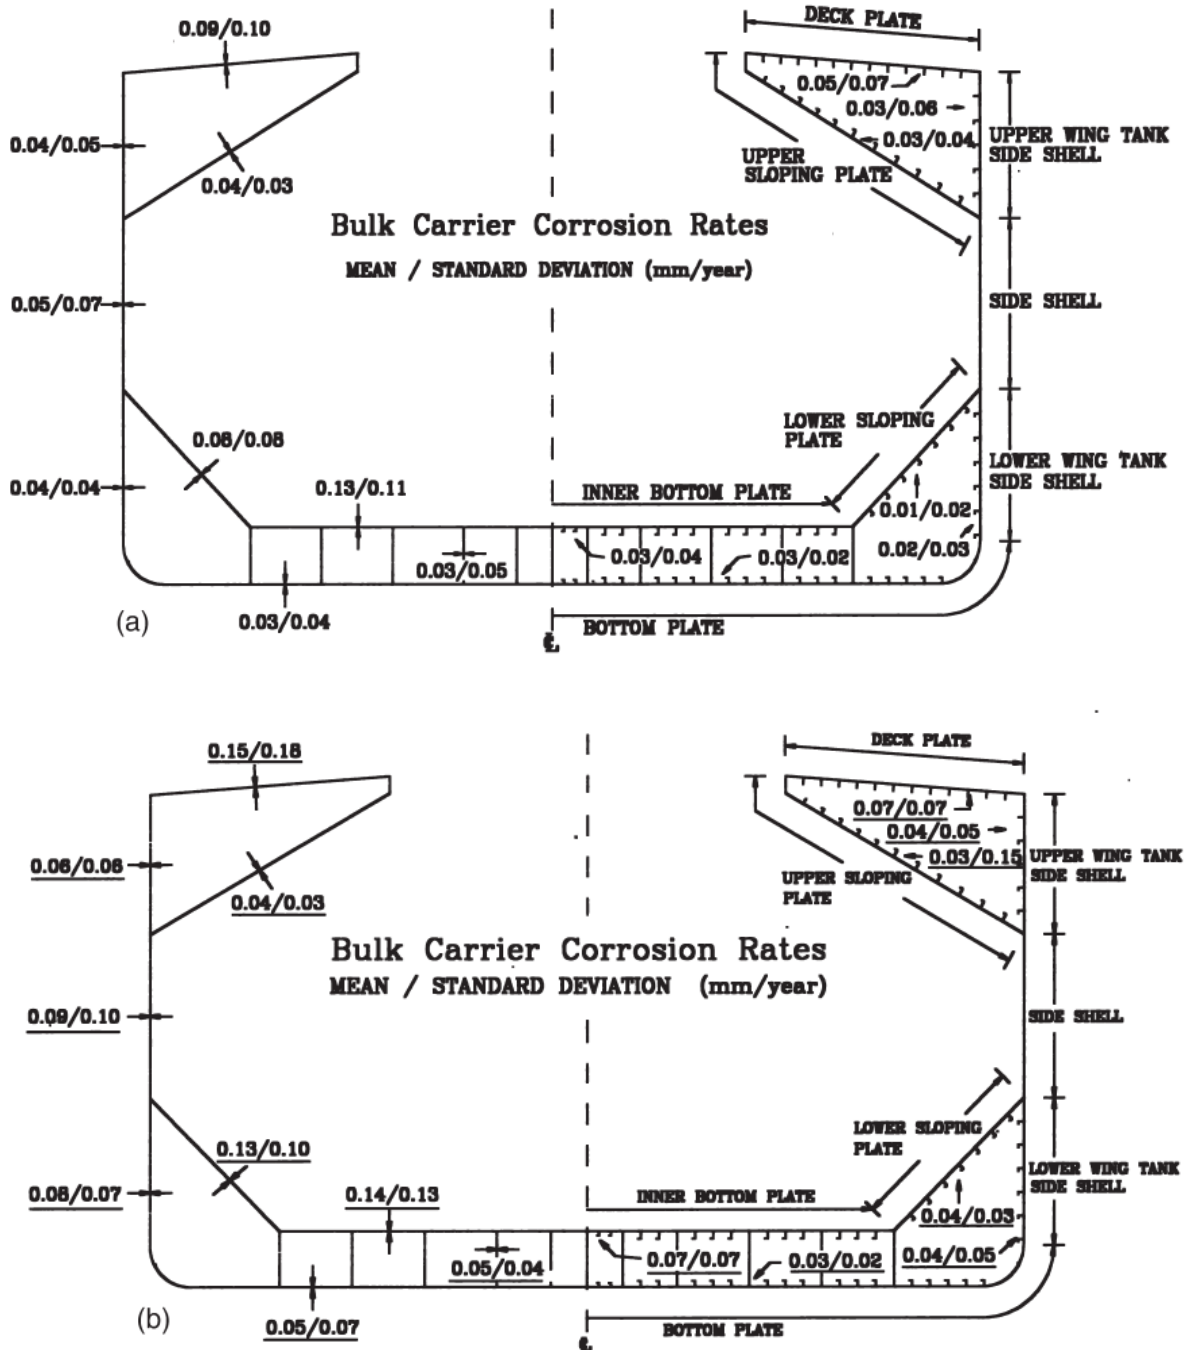 DECK PLATE
0.09/0.10
0.05/0.07
0.03/0.06
0.04/0.05
0.03/0.04
UPPER WING TANK
SIDE SHELL
UPPER
SLOPING PLATE
0.04/0.03
Bulk Carrier Corrosion Rates
MEAN / STANDARD DEVIATION (mm/year)
0.05/0.07
SIDE SHELL
LOWER SLOPING
PLATE
0.08/0.08
LOWER WING TANK
SIDE SHELL
0.04/0.04
0.13/0.11
INNER BOTTOM PLATE
0.01/0.02
0.02/0.03
0.03/0.05
0.03/0.04
0.03/0.02
0.03/0.04
(a)
BOTTOM PLATE
℄
DECK PLATE
0.15/0.18
0.07/0.07
0.04/0.05
0.03/0.15
UPPER WING TANK
SIDE SHELL
0.06/0.06
UPPER SLOPING
PLATE
0.04/0.03
Bulk Carrier Corrosion Rates
MEAN / STANDARD DEVIATION (mm/year)
0.09/0.10
SIDE SHELL
LOWER SLOPING
PLATE
0.13/0.10
LOWER WING TANK
SIDE SHELL
0.08/0.07
0.14/0.13
INNER BOTTOM PLATE
0.04/0.03
0.04/0.05
0.05/0.04
0.07/0.07
0.03/0.02
(b)
0.05/0.07
BOTTOM PLATE
℄